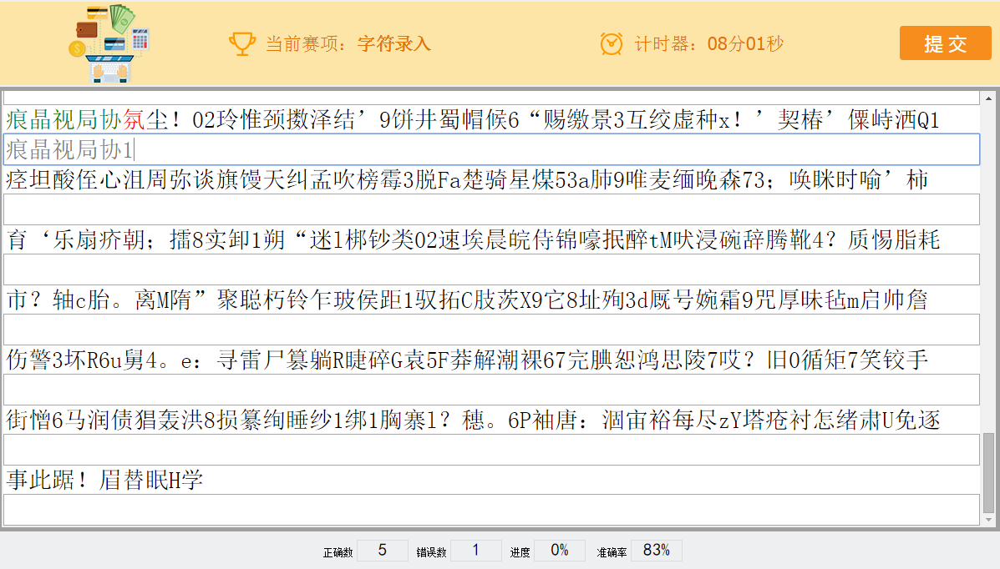 当前赛项：字符录入
计时器：08分01秒
提 交
痕晶视局协氛尘！02玲惟颈擞泽结’9饼井蜀帽候6“赐缴景3互绞虚种x！’契椿’傈峙洒Q1
痕晶视局协1
痉坦酸侄心沮周弥谈旗馒天纠孟吹榜霉3脱Fa楚骑星煤53a肺9唯麦缅晚森73；唤眯时喻’柿
育‘乐扇疥朝；擂8实卸1朔“迷l梆钞类02速埃晨皖侍锦嚎抿醉tM吠浸碗辞腾靴4？质惕脂耗
市？轴c胎。离M隋”聚聪朽铃乍玻侯距1驭拓C肢茨X9它8址殉3d厩号婉霜9咒厚昧毡m启帅詹
伤警3坏R6u舅4。e：寻雷尸篡躺R睫碎G袁5F莽解潮裸67完腆恕鸿思陵7哎？旧0循矩7笑铰手
街憎6马润债猖轰洪8损纂绚睡纱1绑1胸寨l？穗。6P袖唐：涸宙裕每尽zY塔疮衬怎绪肃U免逐
事此踞！眉替眠H学
正确数 5 错误数 1 进度 0% 准确率 83%